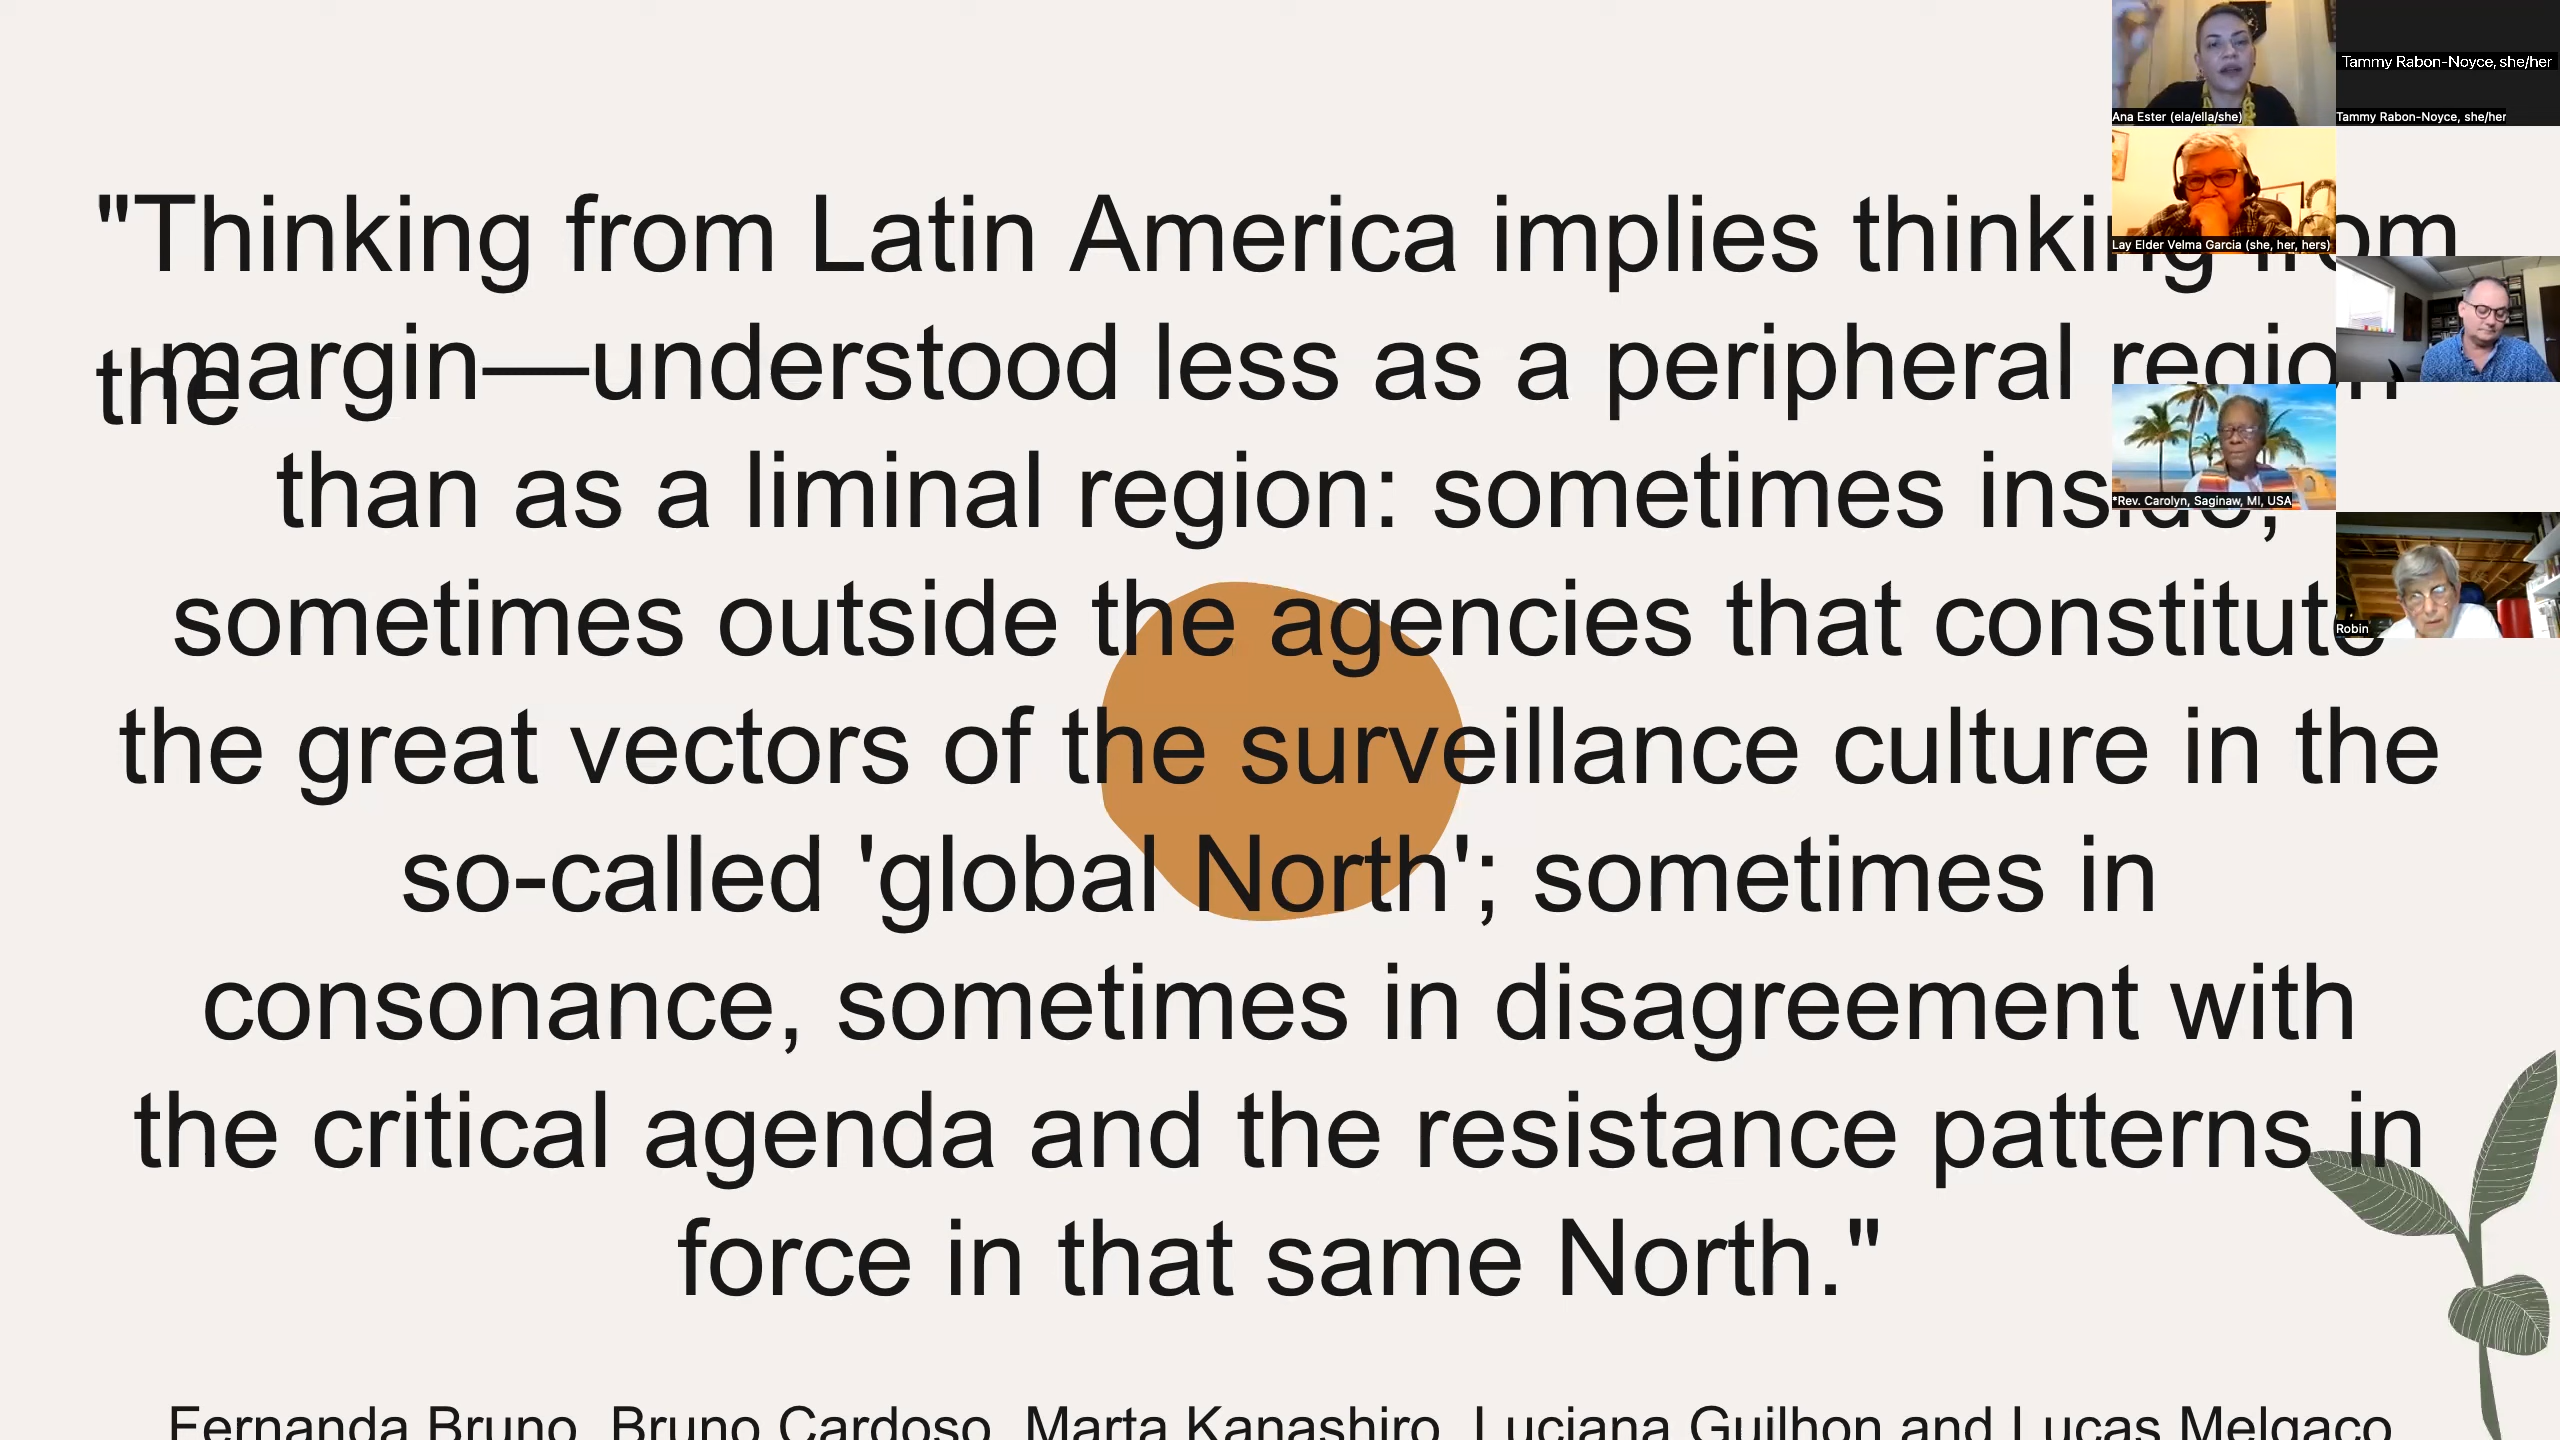 "Thinking from Latin America implies thinking from
the
margin—understood less as a peripheral region
than as a liminal region: sometimes inside,
sometimes outside the agencies that constitute
the great vectors of the surveillance culture in the
so-called 'global North'; sometimes in
consonance, sometimes in disagreement with
the critical agenda and the resistance patterns in
force in that same North."
Fernanda Bruno, Bruno Cardoso, Marta Kanashiro, Luciana Guilhon and Lucas Melgaço
Ana Ester (ela/ella/she)
Tammy Rabon-Noyce, she/her
Tammy Rabon-Noyce, she/her
Lay Elder Velma Garcia (she, her, hers)
*Rev. Carolyn, Saginaw, MI, USA
Robin